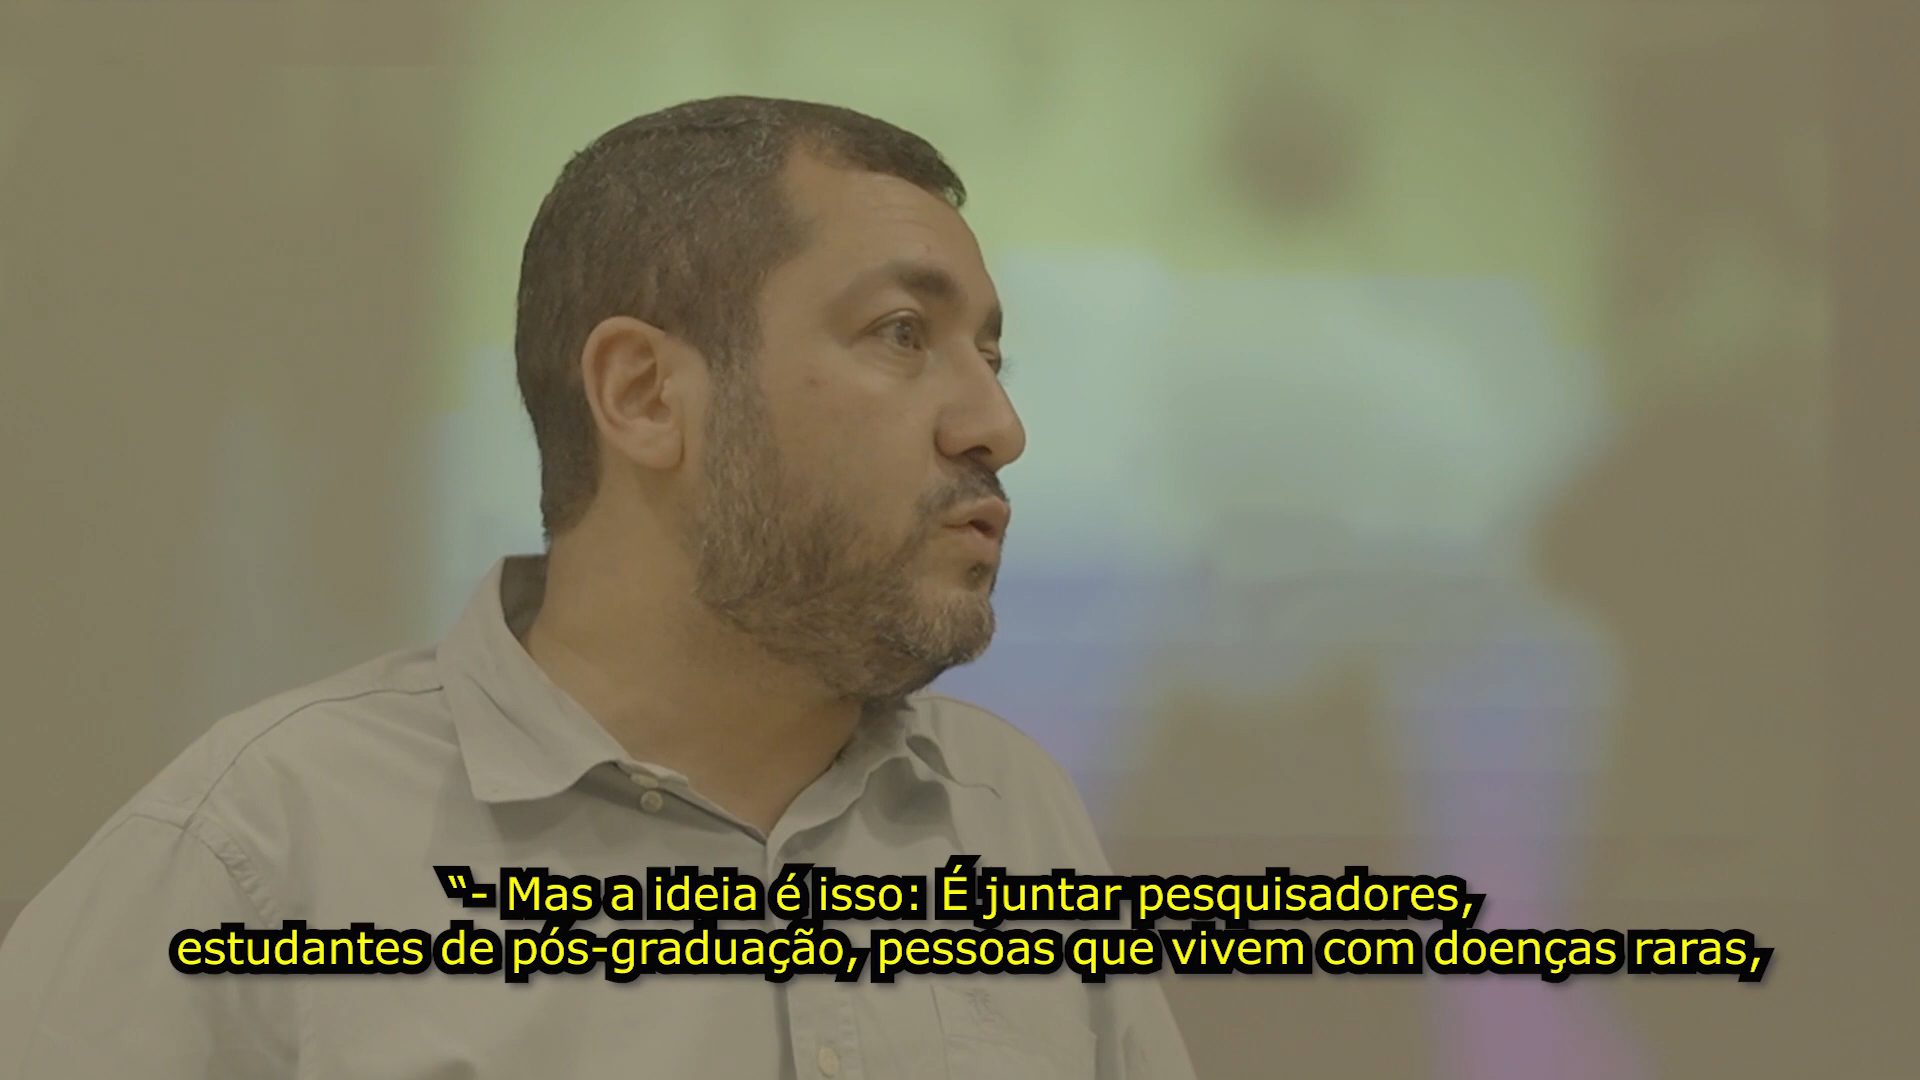 “- Mas a ideia é isso: É juntar pesquisadores,
estudantes de pós-graduação, pessoas que vivem com doenças raras,